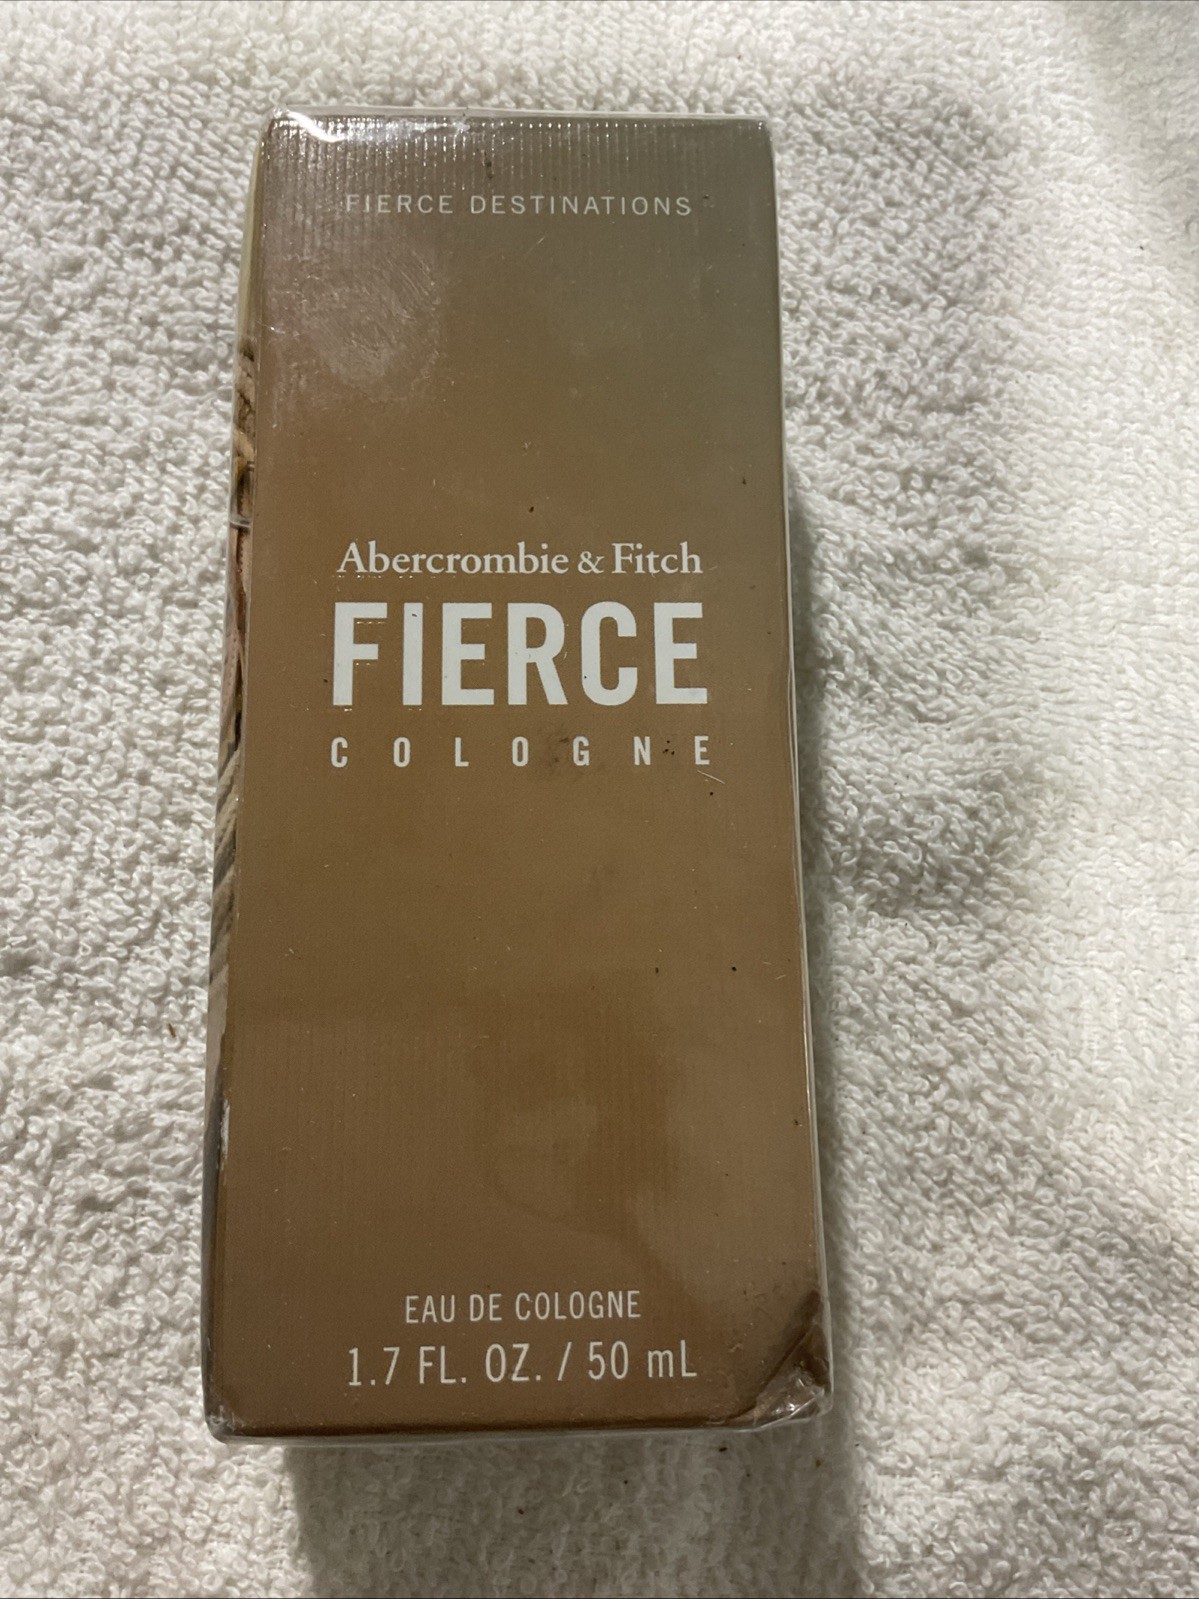 FIERCE DESTINATIONS
Abercrombie & Fitch
FIERCE
COLOGNE
EAU DE COLOGNE
1.7 FL. OZ. / 50 mL